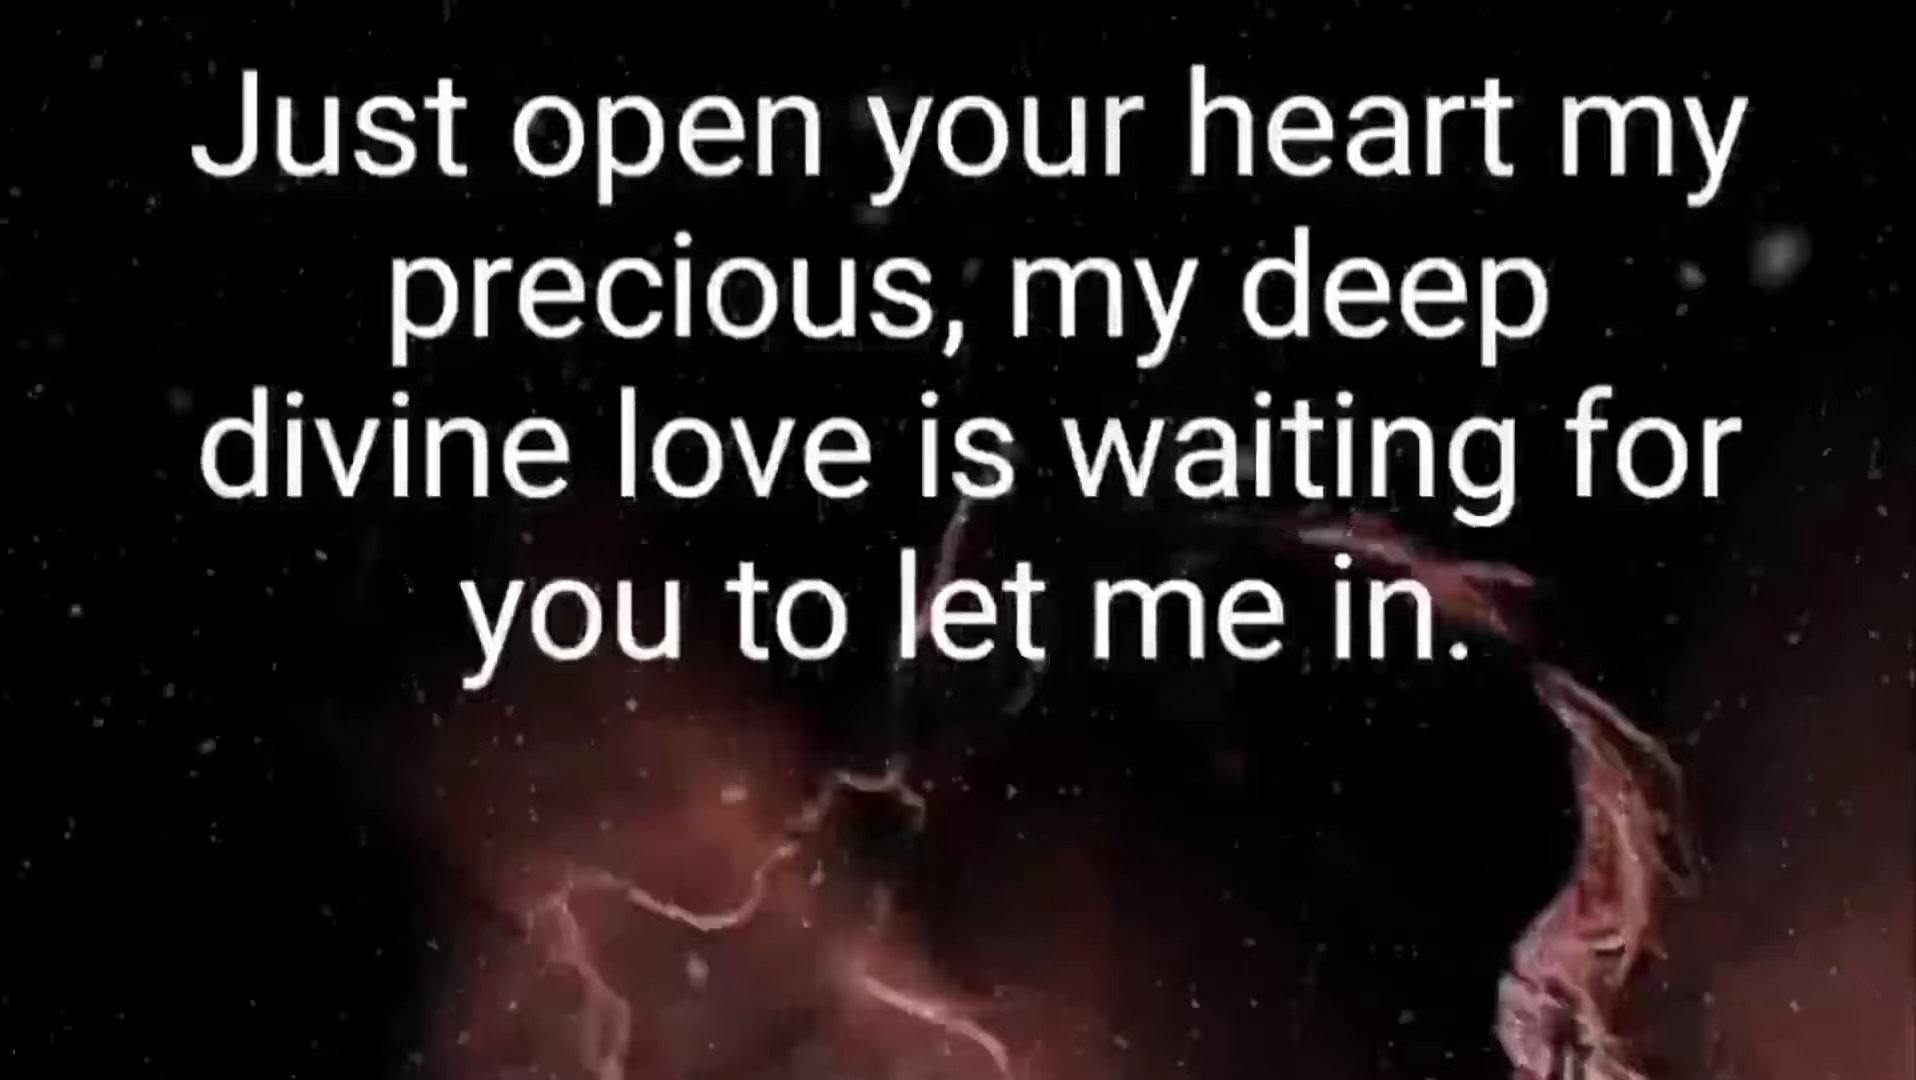 Just open your heart my
precious, my deep
divine love is waiting for
you to let me in.